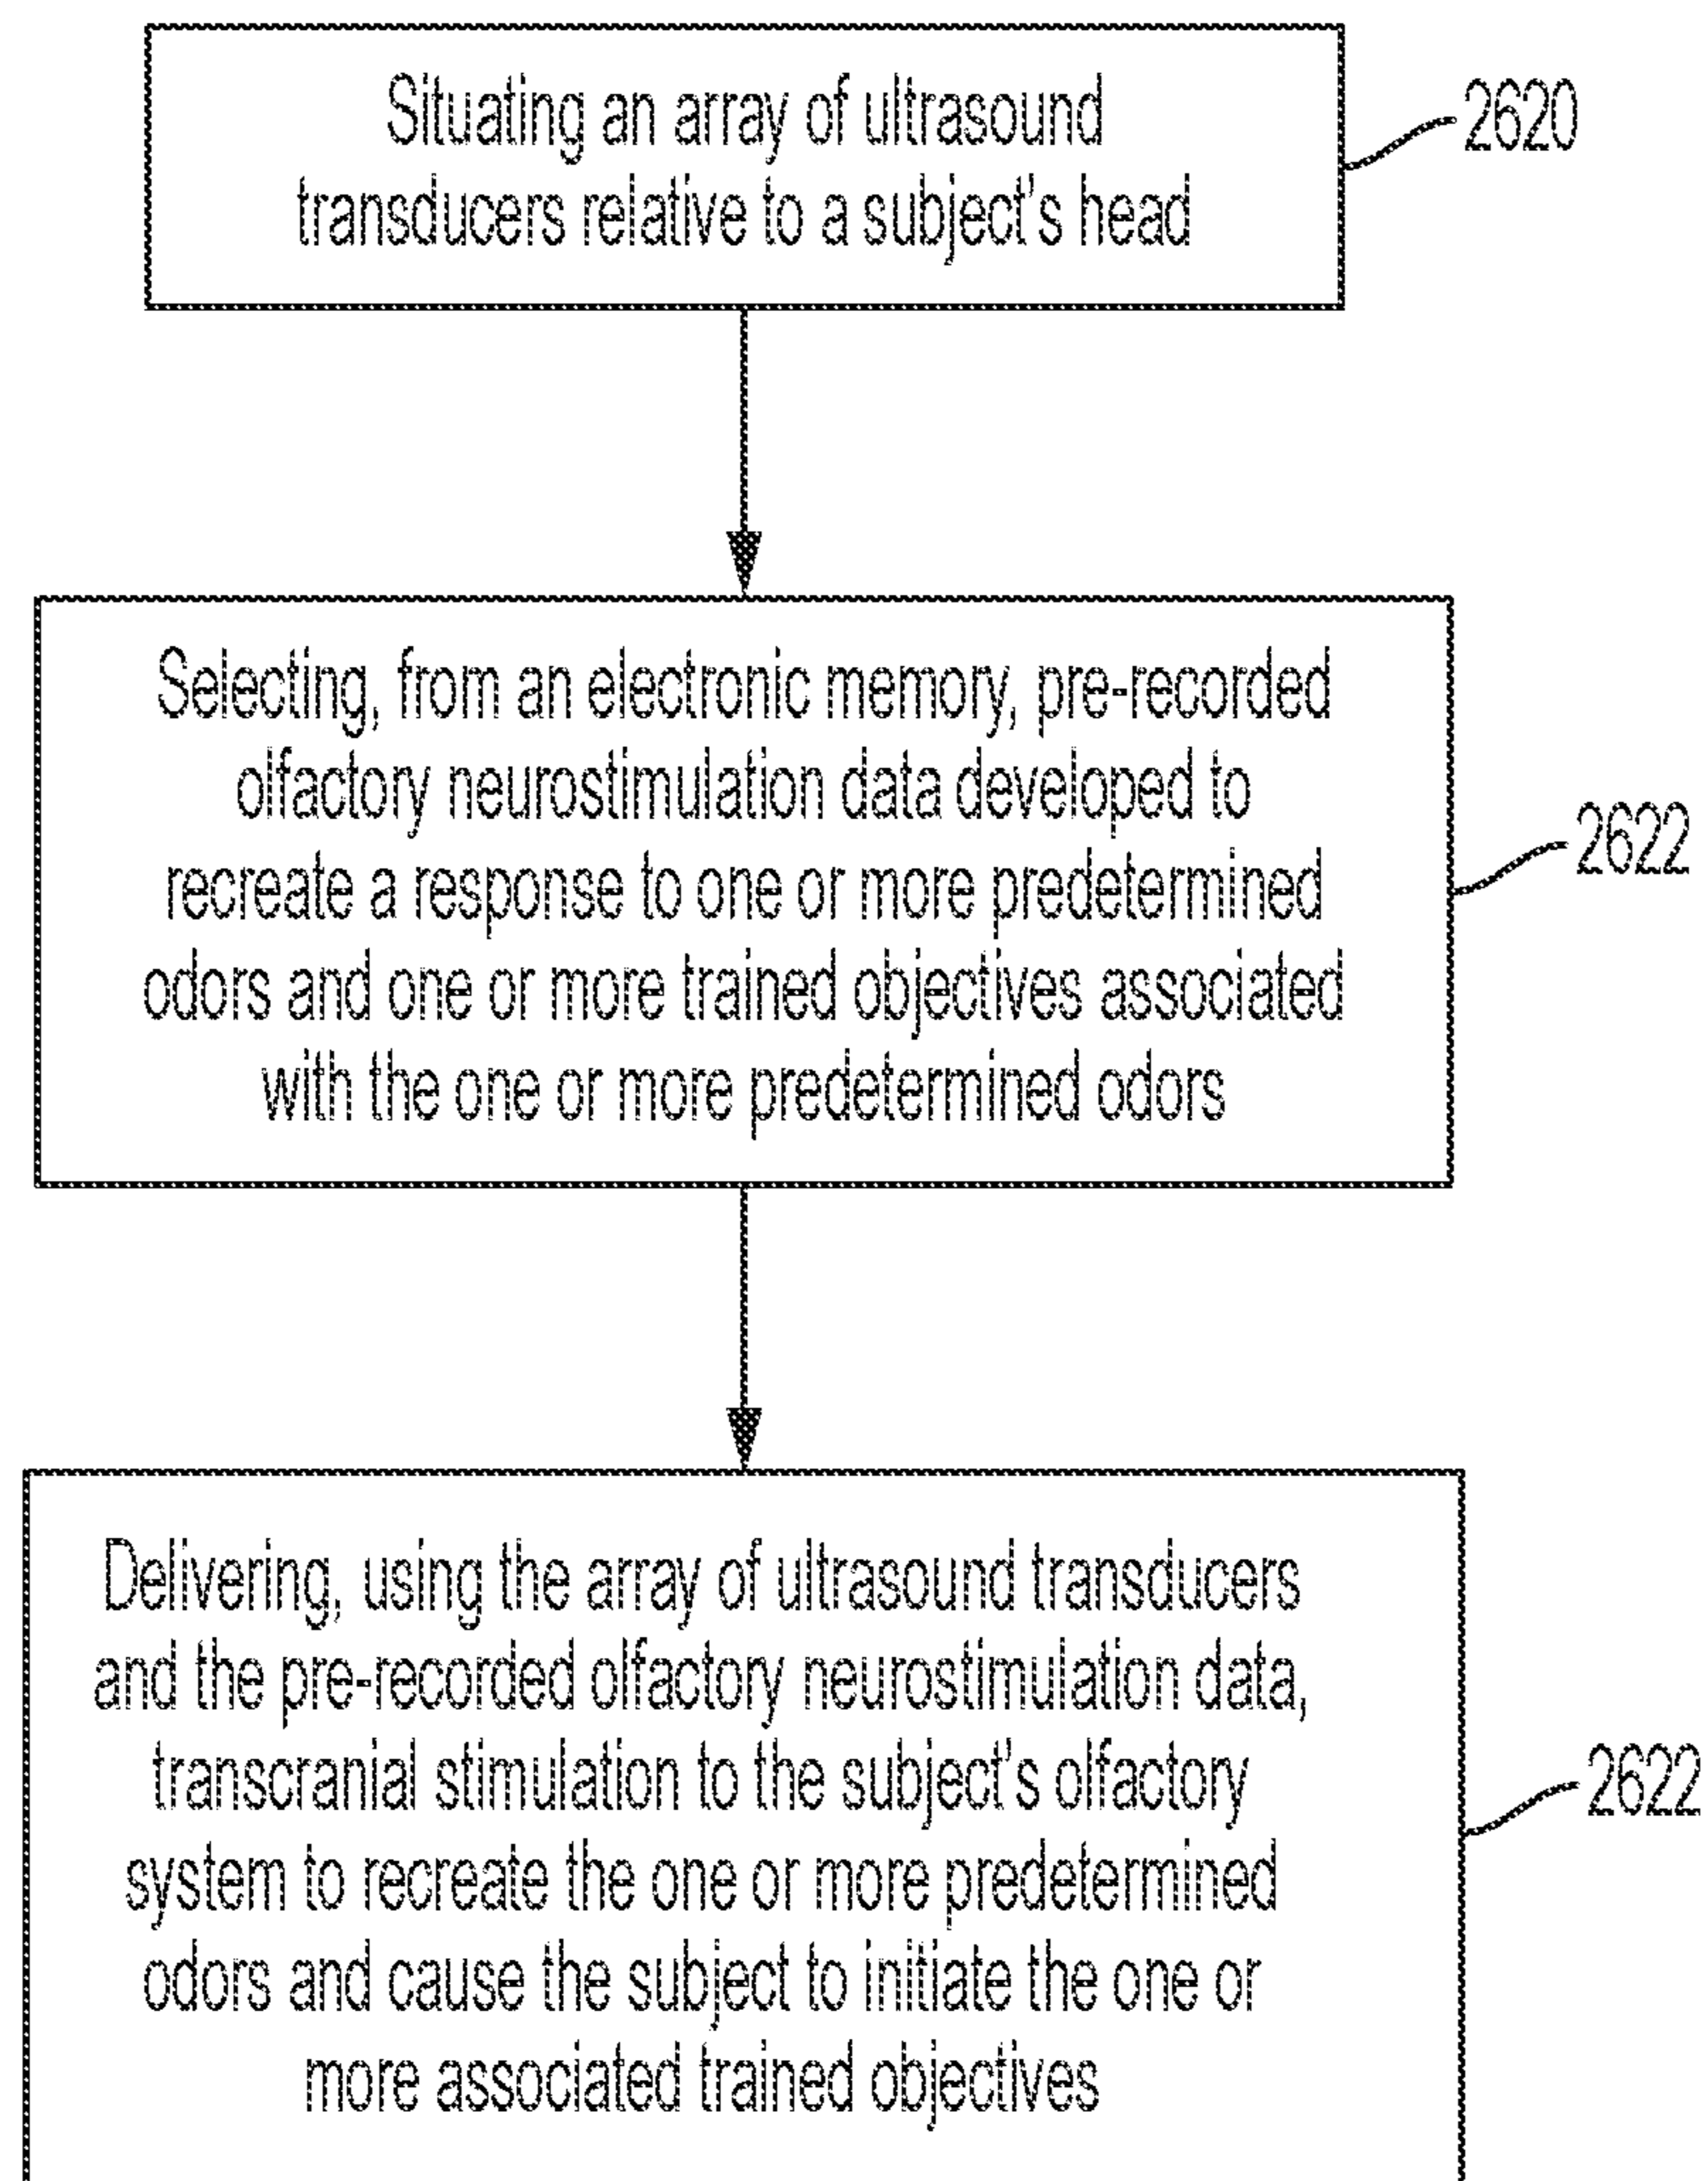 Situating an array of ultrasound
transducers relative to a subject's head
2620
Selecting, from an electronic memory, pre-recorded
olfactory neurostimulation data developed to
recreate a response to one or more predetermined
odors and one or more trained objectives associated
with the one or more predetermined odors
2622
Delivering, using the array of ultrasound transducers
and the pre-recorded olfactory neurostimulation data,
transcranial stimulation to the subject's olfactory
system to recreate the one or more predetermined
odors and cause the subject to initiate the one or
more associated trained objectives
2622